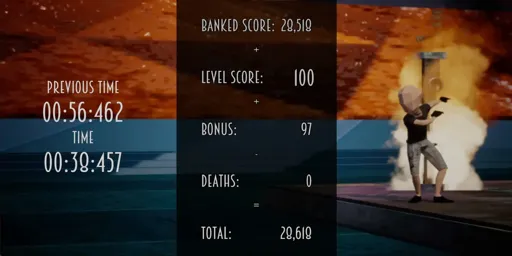 PREVIOUS TIME
00:56:462
TIME
00:38:457
BANKED SCORE: 28,518
+
LEVEL SCORE: 100
+
BONUS: 97
-
DEATHS: 0
=
TOTAL: 28,618